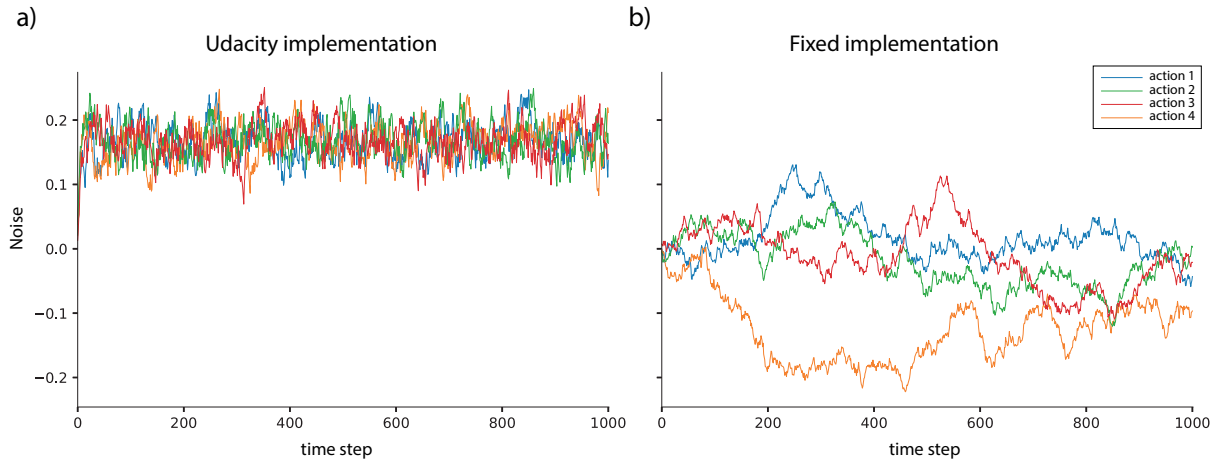 a)
Udacity implementation
0.2
0.1
0.0
−0.1
−0.2
Noise
0 200 400 600 800 1000
time step
b)
Fixed implementation
action 1
action 2
action 3
action 4
0 200 400 600 800 1000
time step